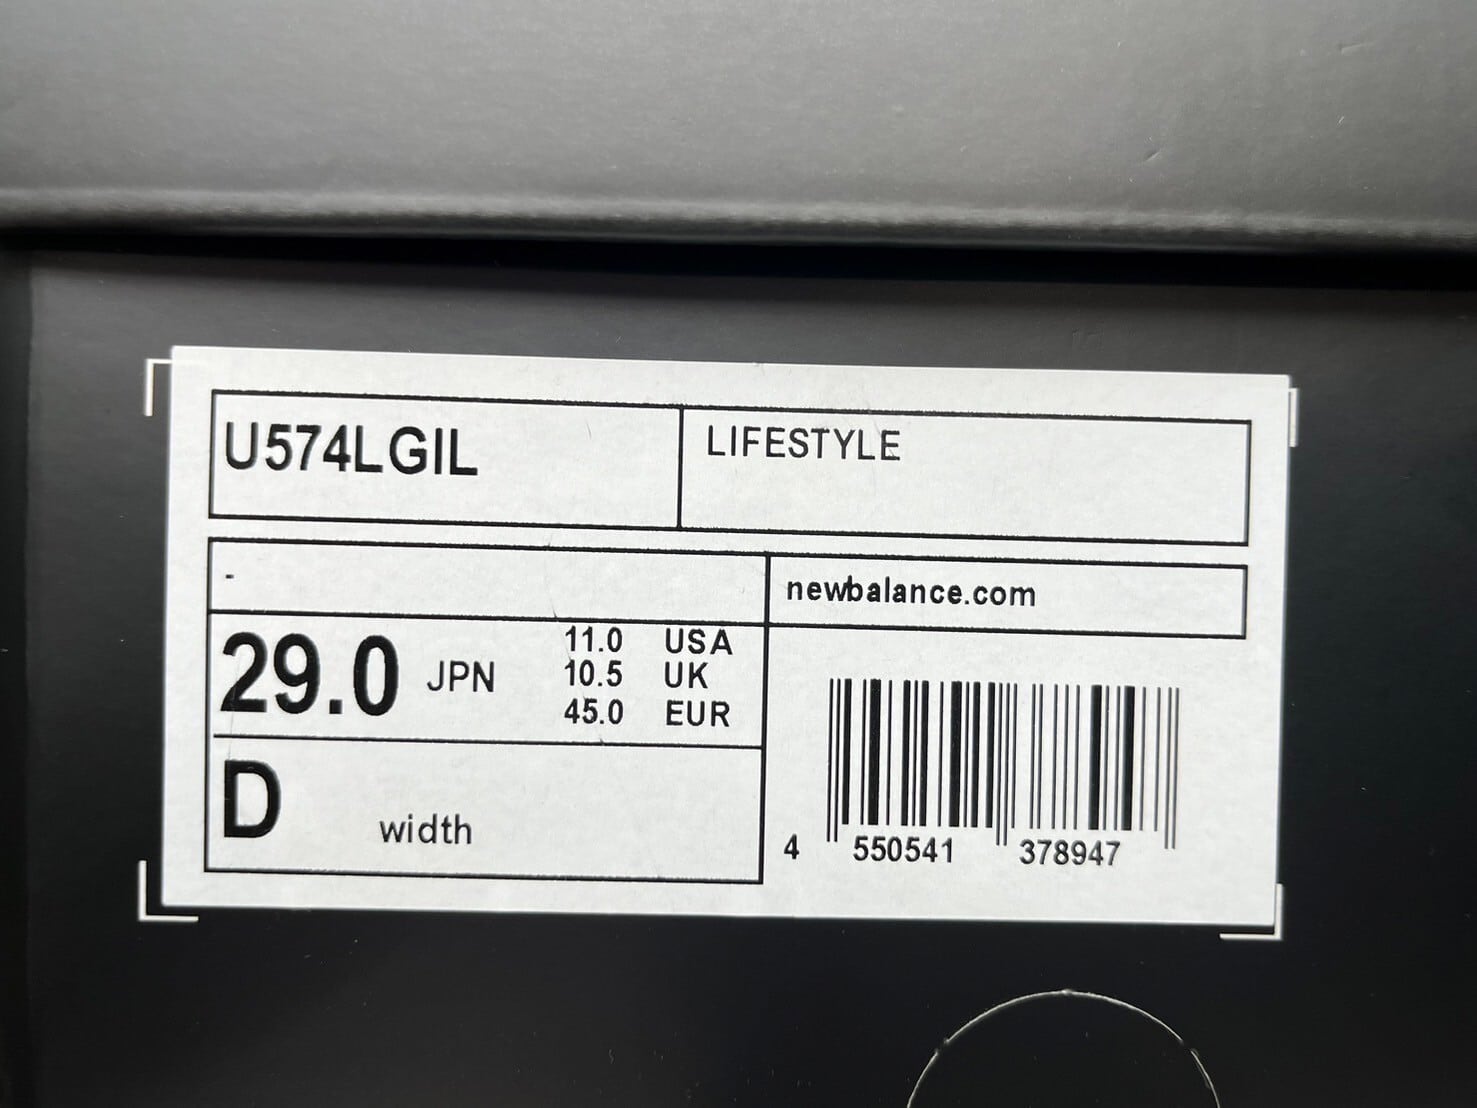 U574LGIL
LIFESTYLE
-
newbalance.com
29.0 JPN
11.0 USA
10.5 UK
45.0 EUR
D width
4 550541 378947